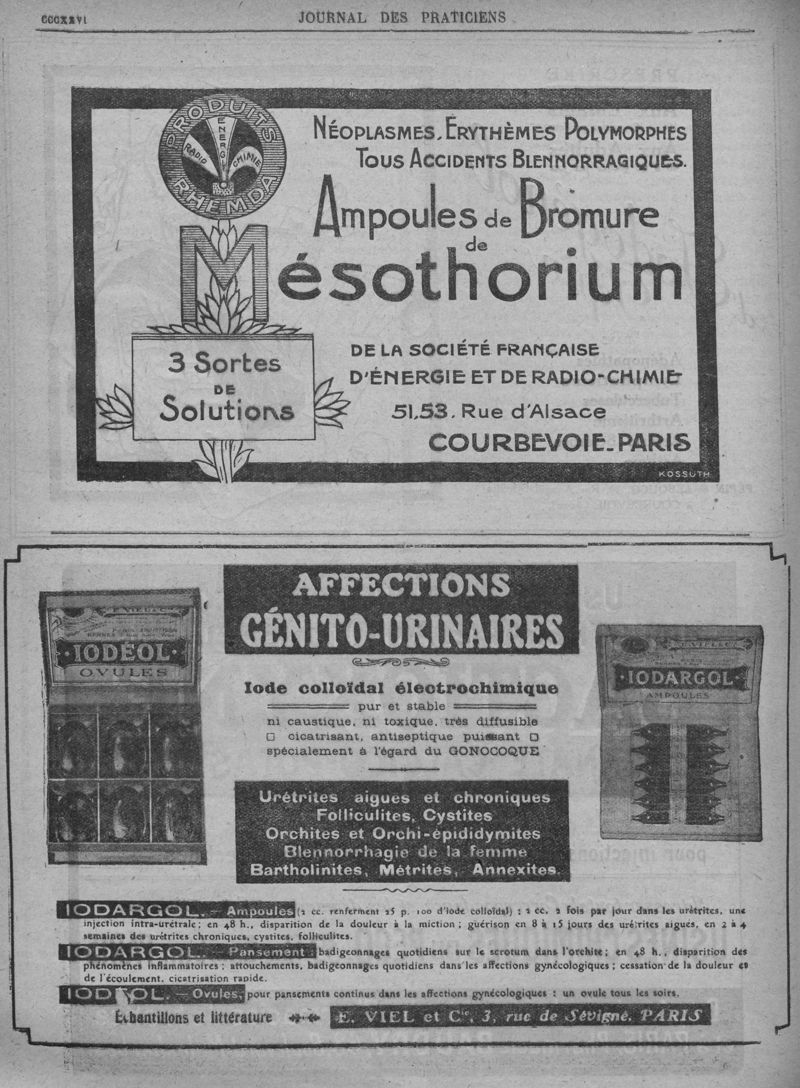 CCCXXVI
JOURNAL DES PRATICIENS
PRODUITS
RHEMDA
ENERGIE
RADIO
CHIMIE
NÉOPLASMES, ERYTHÈMES POLYMORPHES
TOUS ACCIDENTS BLENNORRAGIQUES.
Ampoules de Bromure
de
Mésothorium
3 Sortes
DE
Solutions
DE LA SOCIÉTÉ FRANÇAISE
D'ÉNERGIE ET DE RADIO-CHIMIE
51,53, Rue d'Alsace
COURBEVOIE-PARIS
KOSSUTH
AFFECTIONS
GÉNITO-URINAIRES
IODÉOL
OVULES
IODARGOL
AMPOULES
Iode colloïdal électrochimique
pur et stable
ni caustique, ni toxique, très diffusible
cicatrisant, antiseptique puissant
spécialement à l'égard du GONOCOQUE
Urétrites aigues et chroniques
Folliculites, Cystites
Orchites et Orchi-épididymites
Blennorrhagie de la femme
Bartholinites, Métrites, Annexites.
IODARGOL. — Ampoules (2 cc. renferment 25 p. 100 d'iode colloïdal) : 2 cc. 2 fois par jour dans les urétrites, une
injection intra-urétrale; en 48 h., disparition de la douleur à la miction; guérison en 8 à 15 jours des urétrites aigues, en 2 à 4
semaines des urétrites chroniques, cystites, folliculites.
IODARGOL. — Pansement: badigeonnages quotidiens sur le scrotum dans l'orchite; en 48 h., disparition des
phénomènes inflammatoires; attouchements, badigeonnages quotidiens dans les affections gynécologiques; cessation de la douleur et
de l'écoulement, cicatrisation rapide.
— Ovules, pour pansements continus dans les affections gynécologiques : un ovule tous les soirs.
Échantillons et littérature
E. VIEL et Cie, 3, rue de Sévigné, PARIS